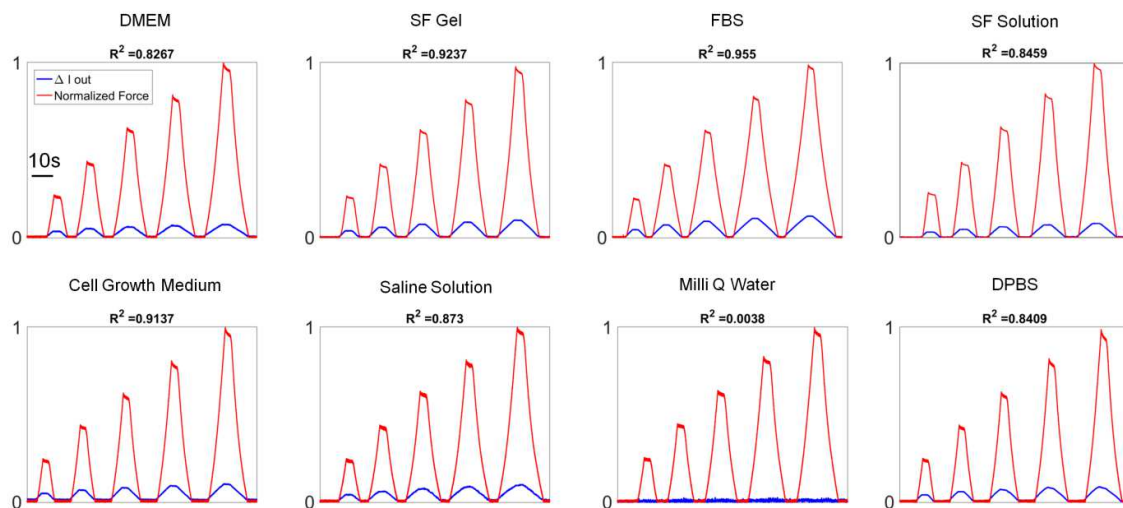 DMEM
SF Gel
FBS
SF Solution
R² =0.8267
R² =0.9237
R² =0.955
R² =0.8459
1
Δ I out
Normalized Force
10s
0
1
0
1
0
1
0
Cell Growth Medium
Saline Solution
Milli Q Water
DPBS
R² =0.9137
R² =0.873
R² =0.0038
R² =0.8409
1
0
1
0
1
0
1
0